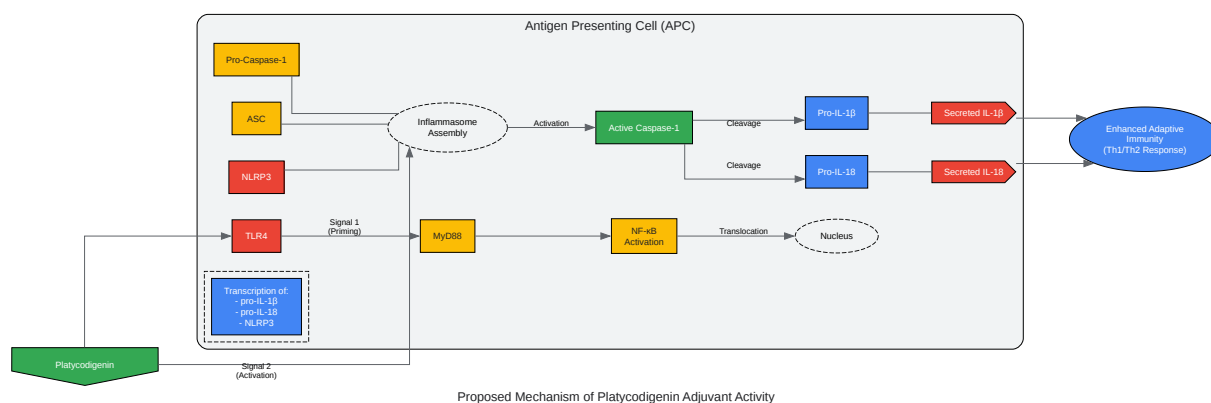 Antigen Presenting Cell (APC)
Pro-Caspase-1
ASC
Inflammasome
Assembly
Activation
Active Caspase-1
Cleavage
Pro-IL-1β
Secreted IL-1β
Enhanced Adaptive
Immunity
(Th1/Th2 Response)
NLRP3
Cleavage
Pro-IL-18
Secreted IL-18
TLR4
Signal 1
(Priming)
MyD88
NF-κB
Activation
Translocation
Nucleus
Transcription of:
- pro-IL-1β
- pro-IL-18
- NLRP3
Platycodigenin
Signal 2
(Activation)
Proposed Mechanism of Platycodigenin Adjuvant Activity